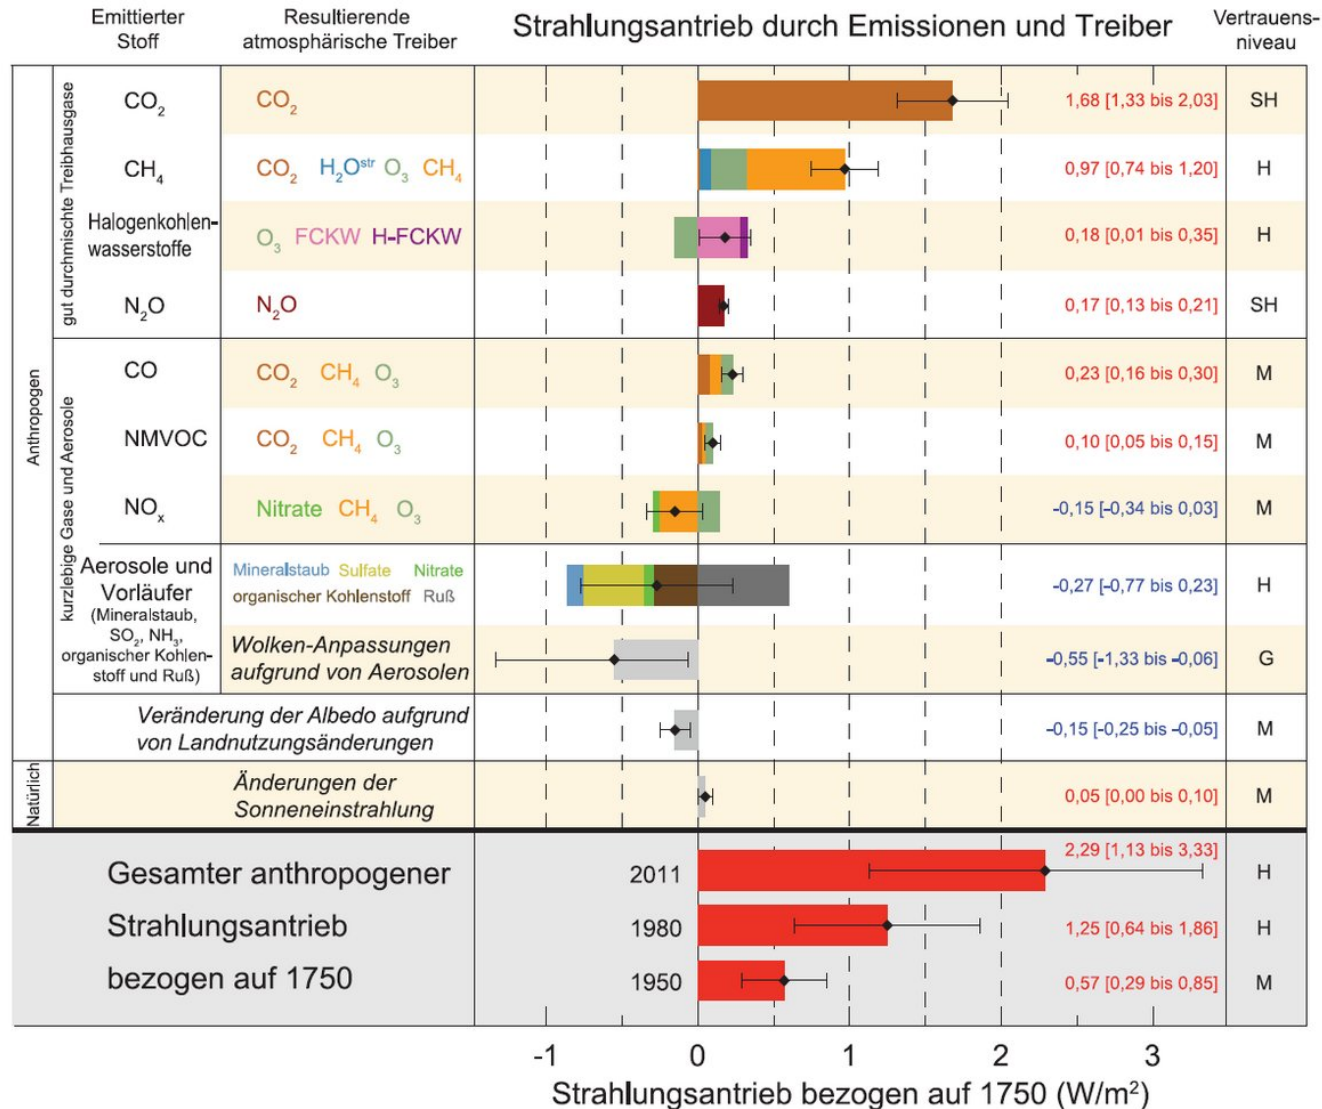 Emittierter
Stoff
Resultierende
atmosphärische Treiber
Strahlungsantrieb durch Emissionen und Treiber
Vertrauens-
niveau
Anthropogen
gut durchmischte Treibhausgase
CO₂
CO₂
1,68 [1,33 bis 2,03]
SH
CH₄
CO₂ H₂Oˢᵗʳ O₃ CH₄
0,97 [0,74 bis 1,20]
H
Halogenkohlen-
wasserstoffe
O₃ FCKW H-FCKW
0,18 [0,01 bis 0,35]
H
N₂O
N₂O
0,17 [0,13 bis 0,21]
SH
kurzlebige Gase und Aerosole
CO
CO₂ CH₄ O₃
0,23 [0,16 bis 0,30]
M
NMVOC
CO₂ CH₄ O₃
0,10 [0,05 bis 0,15]
M
NOₓ
Nitrate CH₄ O₃
-0,15 [-0,34 bis 0,03]
M
Aerosole und
Vorläufer
(Mineralstaub,
SO₂, NH₃,
organischer Kohlen-
stoff und Ruß)
Mineralstaub Sulfate Nitrate
organischer Kohlenstoff Ruß
-0,27 [-0,77 bis 0,23]
H
Wolken-Anpassungen
aufgrund von Aerosolen
-0,55 [-1,33 bis -0,06]
G
Veränderung der Albedo aufgrund
von Landnutzungsänderungen
-0,15 [-0,25 bis -0,05]
M
Natürlich
Änderungen der
Sonneneinstrahlung
0,05 [0,00 bis 0,10]
M
Gesamter anthropogener
Strahlungsantrieb
bezogen auf 1750
2011
2,29 [1,13 bis 3,33]
H
1980
1,25 [0,64 bis 1,86]
H
1950
0,57 [0,29 bis 0,85]
M
-1 0 1 2 3
Strahlungsantrieb bezogen auf 1750 (W/m²)